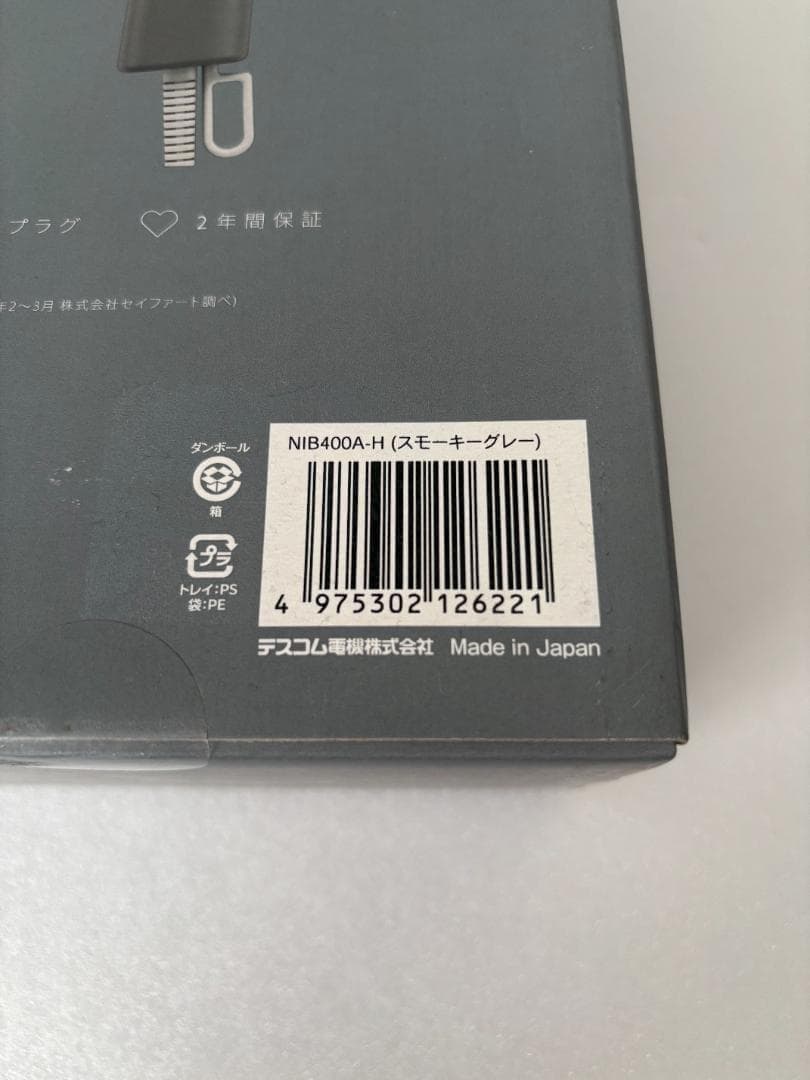 プラグ
2年間保証
年2〜3月 株式会社セイファート調べ)
ダンボール
箱
プラ
トレイ:PS
袋:PE
NIB400A-H (スモーキーグレー)
4 975302 126221
テスコム電機株式会社 Made in Japan